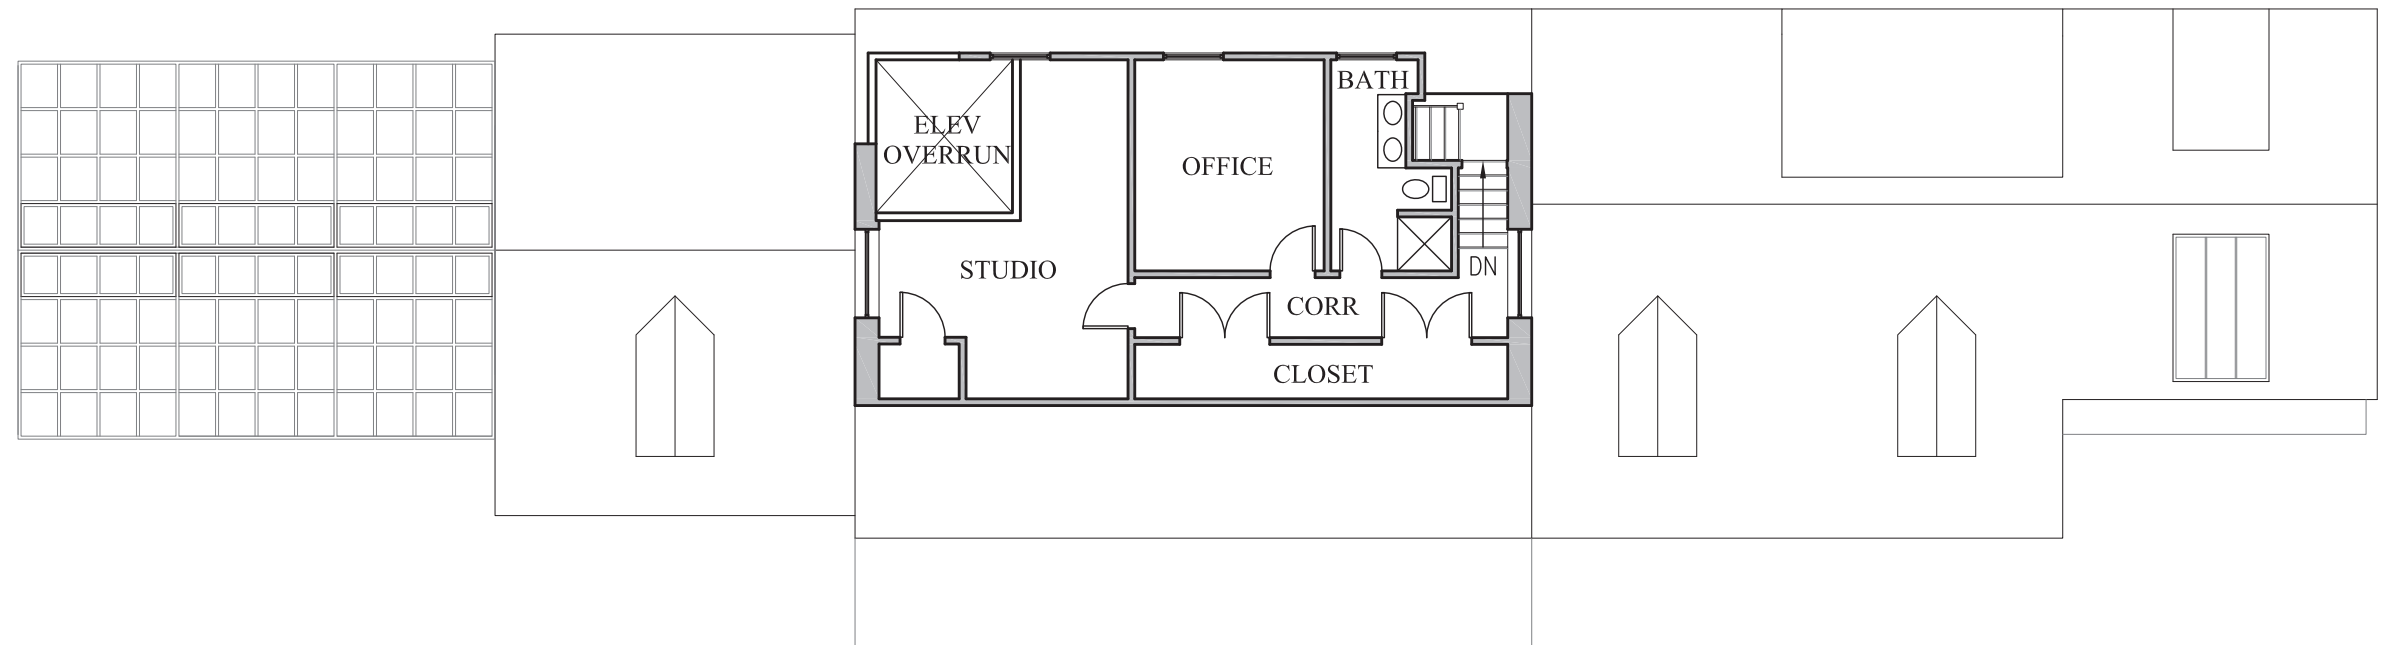 BATH
ELEV
OVERRUN
OFFICE
STUDIO
DN
CORR
CLOSET